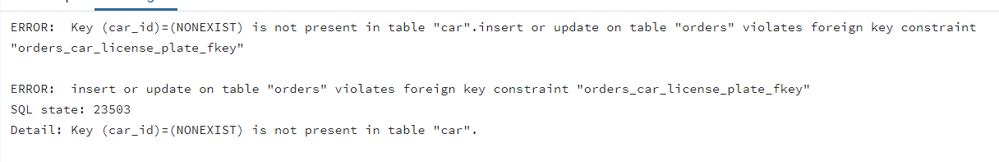 ERROR:  Key (car_id)=(NONEXIST) is not present in table "car".insert or update on table "orders" violates foreign key constraint
"orders_car_license_plate_fkey"

ERROR:  insert or update on table "orders" violates foreign key constraint "orders_car_license_plate_fkey"
SQL state: 23503
Detail: Key (car_id)=(NONEXIST) is not present in table "car".